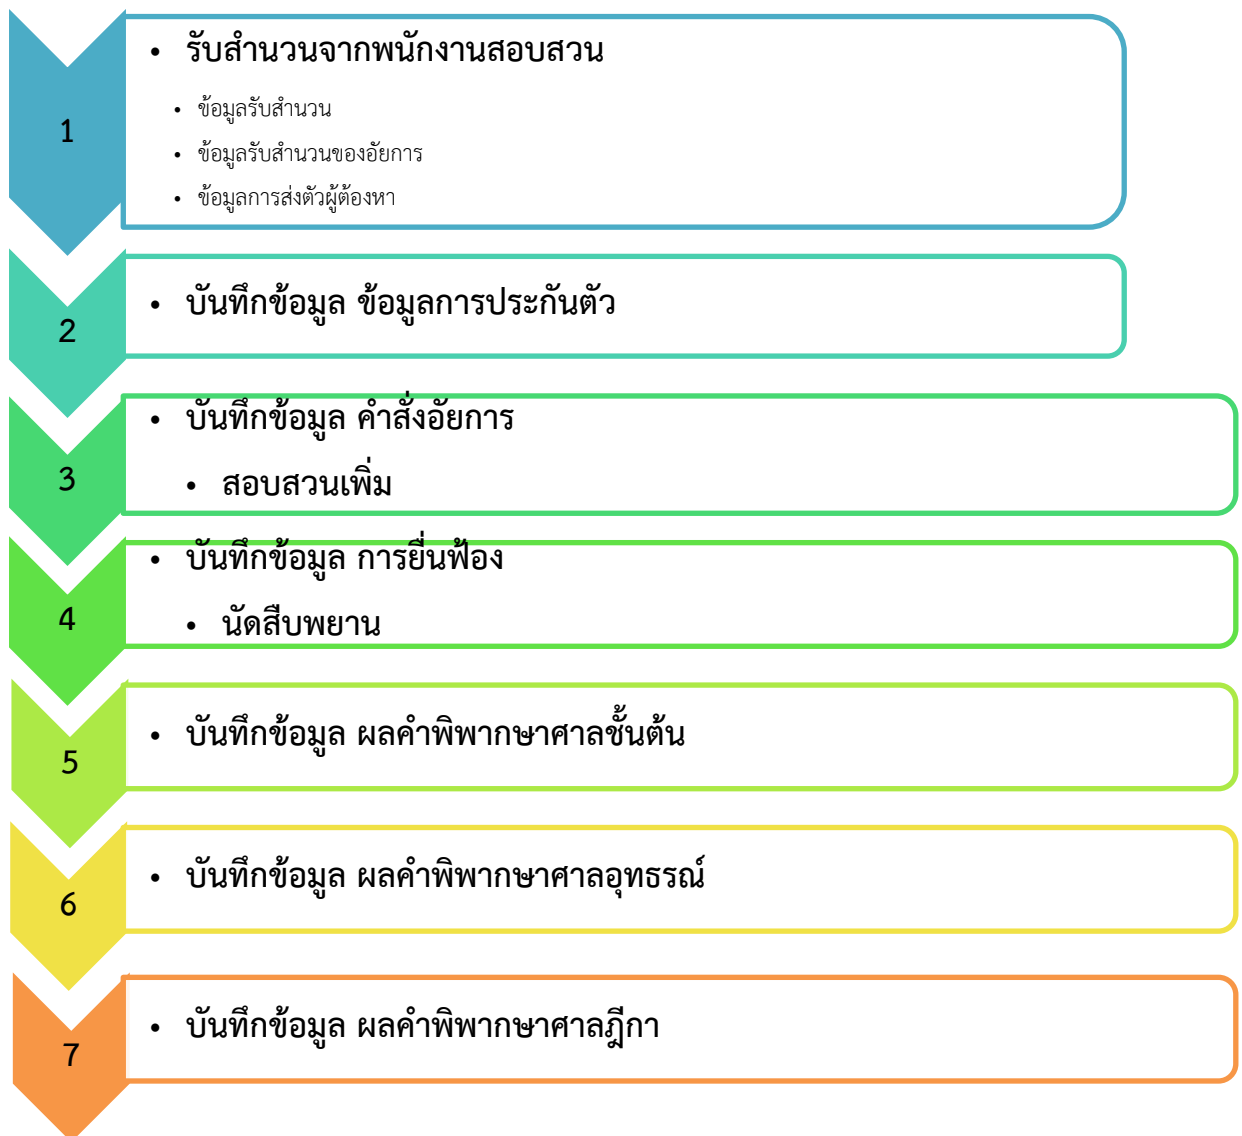 1
• รับสำนวนจากพนักงานสอบสวน
• ข้อมูลรับสำนวน
• ข้อมูลรับสำนวนของอัยการ
• ข้อมูลการส่งตัวผู้ต้องหา
2
• บันทึกข้อมูล ข้อมูลการประกันตัว
3
• บันทึกข้อมูล คำสั่งอัยการ
• สอบสวนเพิ่ม
4
• บันทึกข้อมูล การยื่นฟ้อง
• นัดสืบพยาน
5
• บันทึกข้อมูล ผลคำพิพากษาศาลชั้นต้น
6
• บันทึกข้อมูล ผลคำพิพากษาศาลอุทธรณ์
7
• บันทึกข้อมูล ผลคำพิพากษาศาลฎีกา